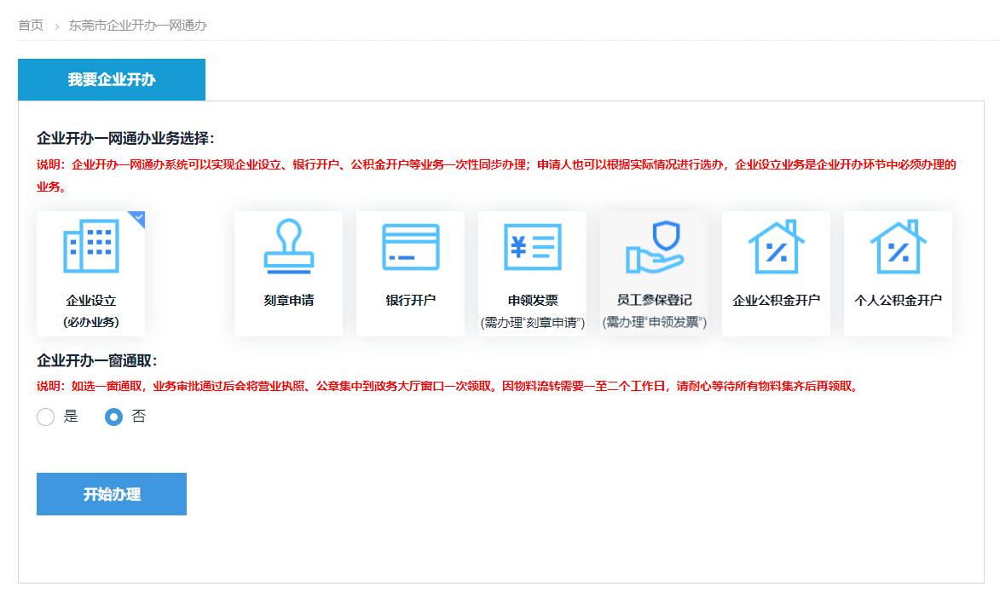 首页 > 东莞市企业开办一网通办
我要企业开办
企业开办一网通办业务选择：
说明：企业开办一网通办系统可以实现企业设立、银行开户、公积金开户等业务一次性同步办理；申请人也可以根据实际情况进行选办，企业设立业务是企业开办环节中必须办理的
业务。
企业设立
(必办业务)
刻章申请
银行开户
申领发票
(需办理“刻章申请”)
员工参保登记
(需办理“申领发票”)
企业公积金开户
个人公积金开户
企业开办一窗通取：
说明：如选一窗通取，业务审批通过后会将营业执照、公章集中到政务大厅窗口一次领取。因物料流转需要一至二个工作日，请耐心等待所有物料集齐后再领取。
是 否
开始办理